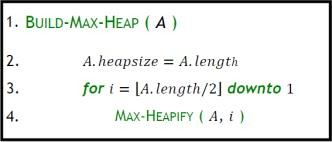 1. BUILD-MAX-HEAP ( A )
2. A.heapsize = A.length
3. for i = ⌊A.length/2⌋ downto 1
4. MAX-HEAPIFY ( A, i )